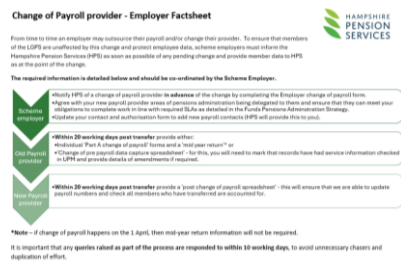 Change of Payroll provider - Employer Factsheet
HAMPSHIRE
PENSION
SERVICES
From time to time an employer may outsource their payroll and/or change their provider. To ensure that members
of the LGPS are unaffected by this change and protect employee data, scheme employers must inform the
Hampshire Pension Services (HPS) as soon as possible of any pending change and provide member data to HPS
as at the point of the change.
The required information is detailed below and should be co-ordinated by the Scheme Employer.
Scheme
employer
•Notify HPS of a change of payroll provider in advance of the change by completing the Employer change of payroll form.
•Agree with your new payroll provider areas of pensions administration being delegated to them and ensure that they can meet your
obligations to complete work in line with required SLAs as detailed in the Funds Pensions Administration Strategy.
•Update your contact and authorisation form to add new payroll contacts (HPS will provide this to you).
Old Payroll
provider
•Within 20 working days post transfer provide either:
•Individual 'Part A change of payroll' forms and a 'mid year return'* or
•'Change of pre payroll data capture spreadsheet' - for this, you will need to mark that records have had service information checked
in UPM and provide details of amendments if required.
New Payroll
provider
•Within 20 working days post transfer provide a 'post change of payroll spreadsheet' - this will ensure that we are able to update
payroll numbers and check all members who have transferred are accounted for.
*Note – if change of payroll happens on the 1 April, then mid-year return information will not be required.
It is important that any queries raised as part of the process are responded to within 10 working days, to avoid unnecessary chasers and
duplication of effort.